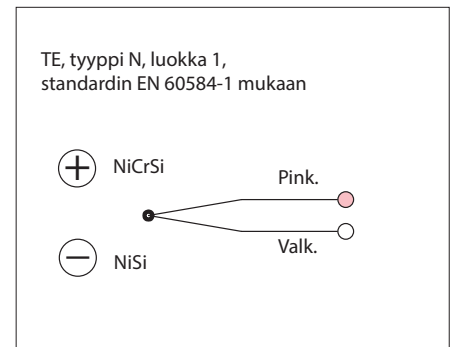 TE, tyyppi N, luokka 1,
standardin EN 60584-1 mukaan
+ NiCrSi
Pink.
Valk.
− NiSi